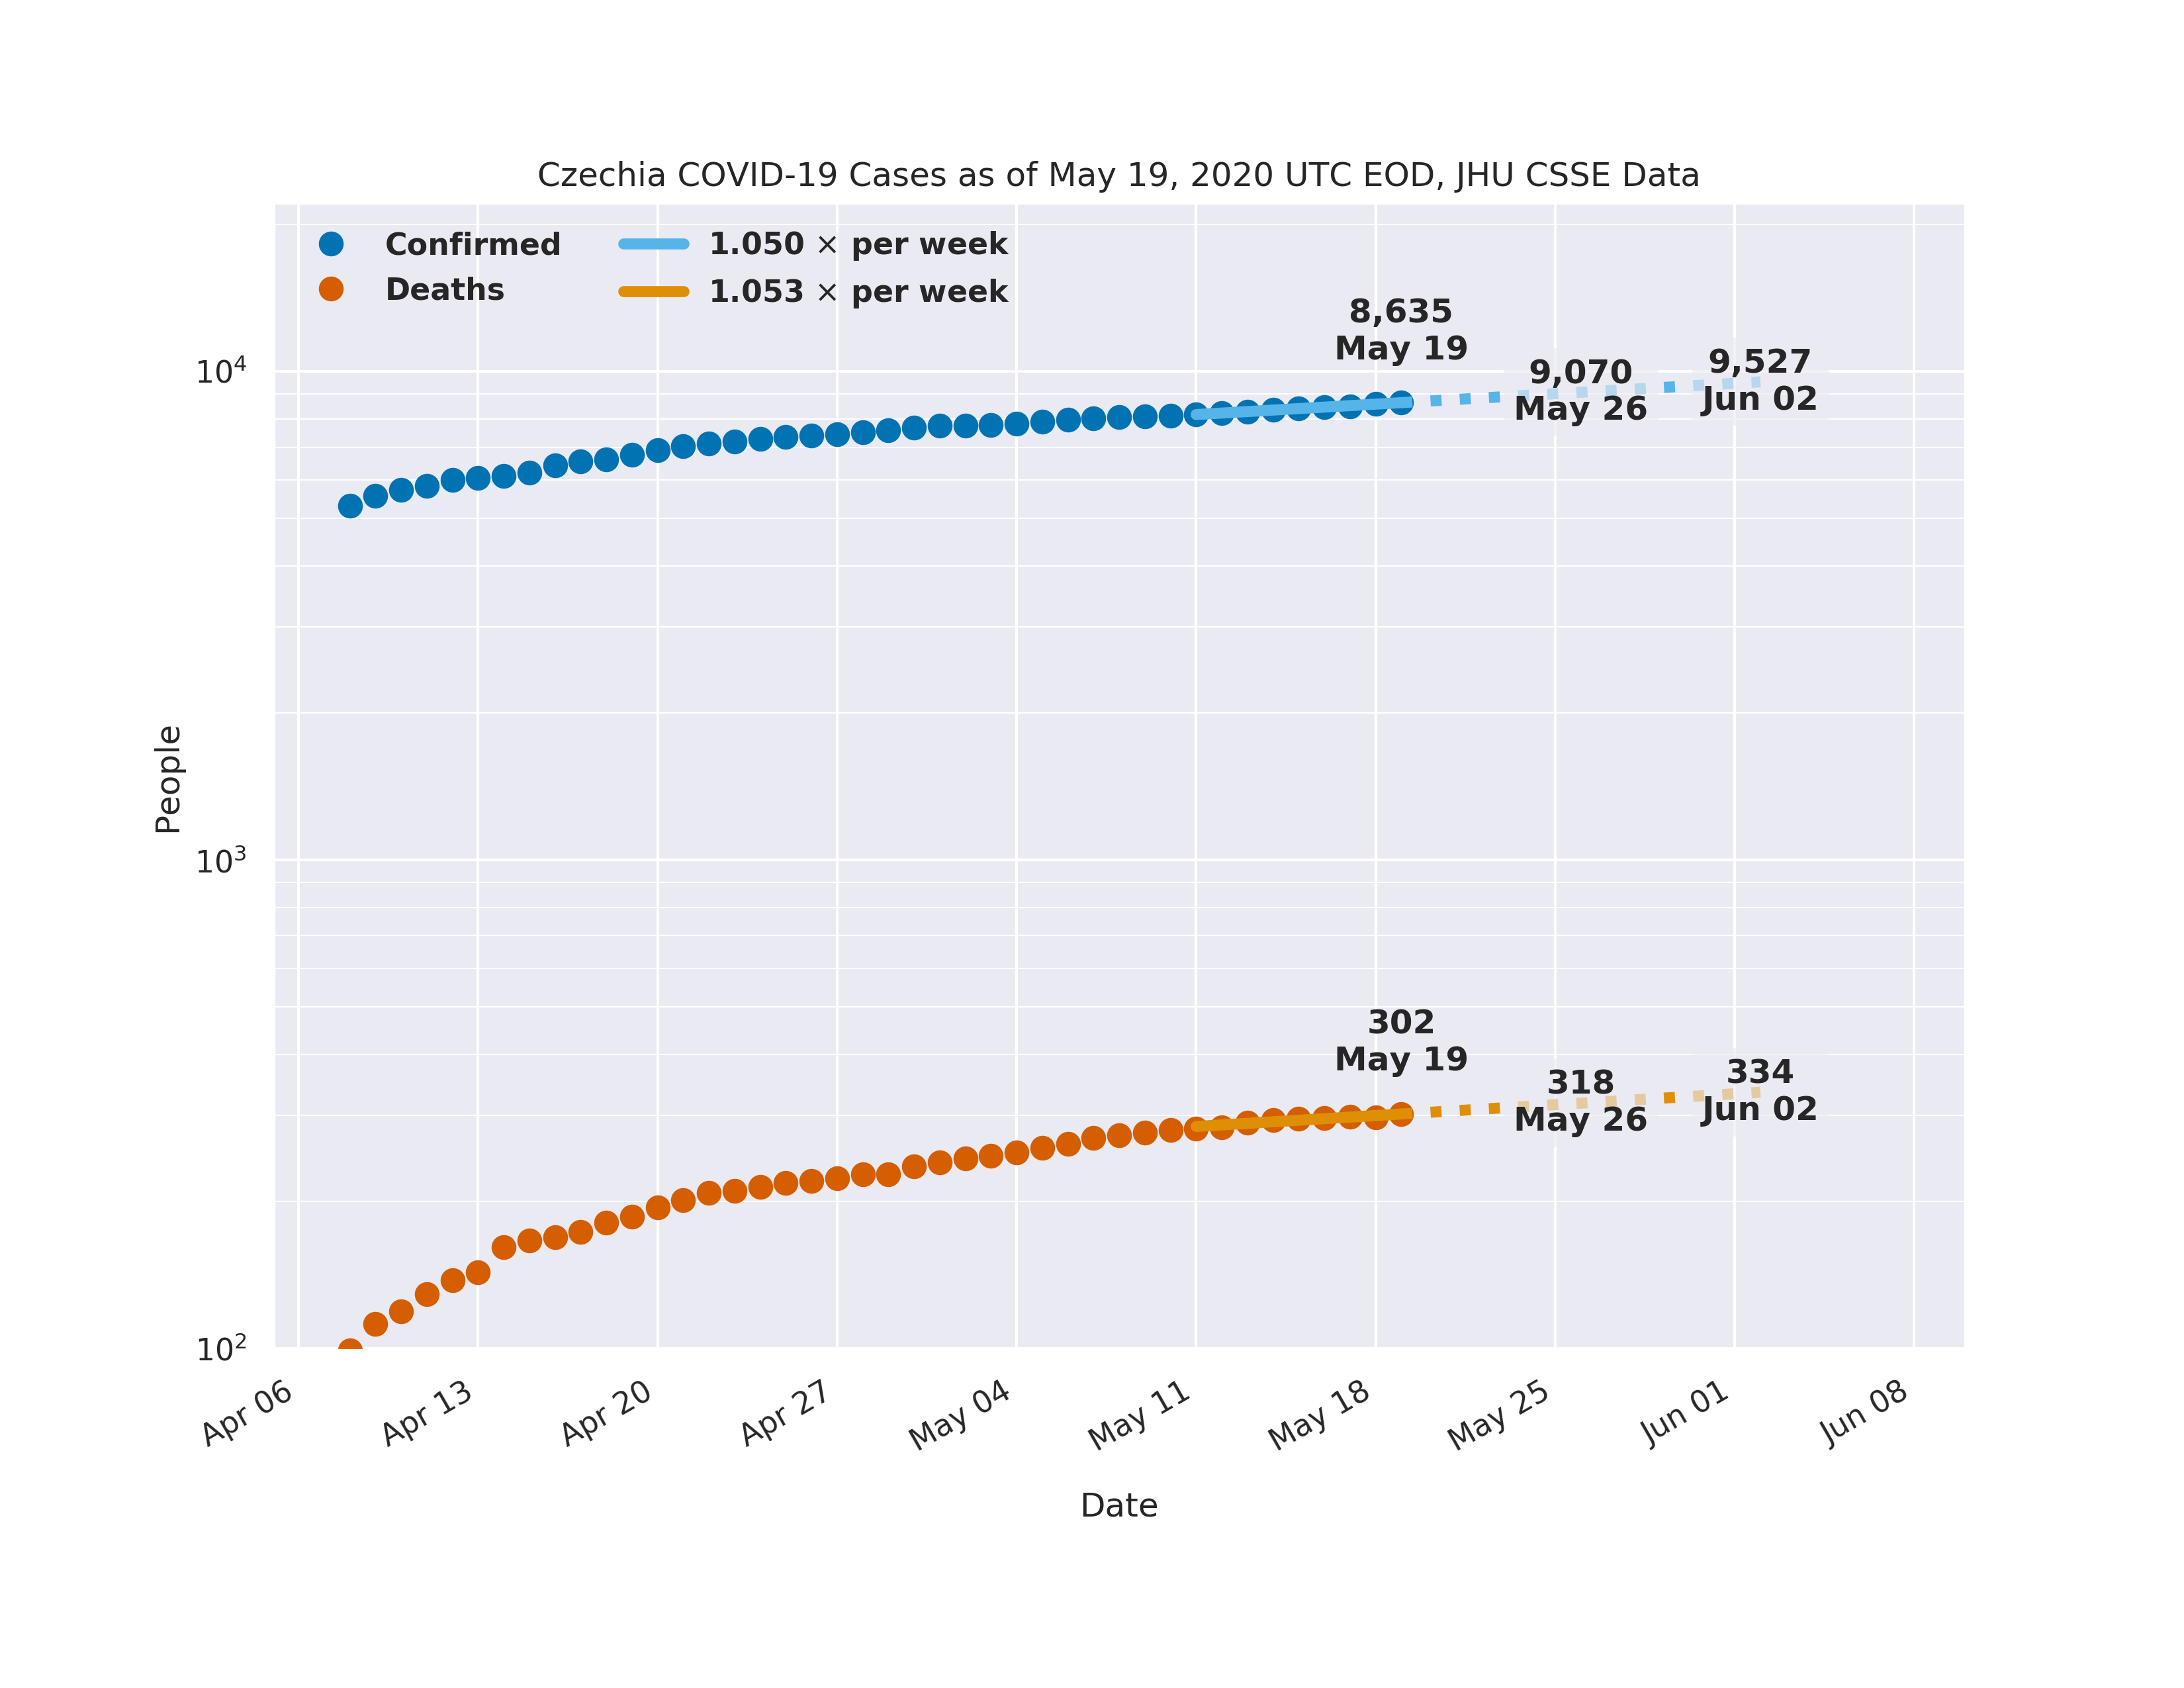 Czechia COVID-19 Cases as of May 19, 2020 UTC EOD, JHU CSSE Data
Confirmed
Deaths
1.050 × per week
1.053 × per week
8,635
May 19
9,070
May 26
9,527
Jun 02
302
May 19
318
May 26
334
Jun 02
People
10⁴
10³
10²
Apr 06
Apr 13
Apr 20
Apr 27
May 04
May 11
May 18
May 25
Jun 01
Jun 08
Date